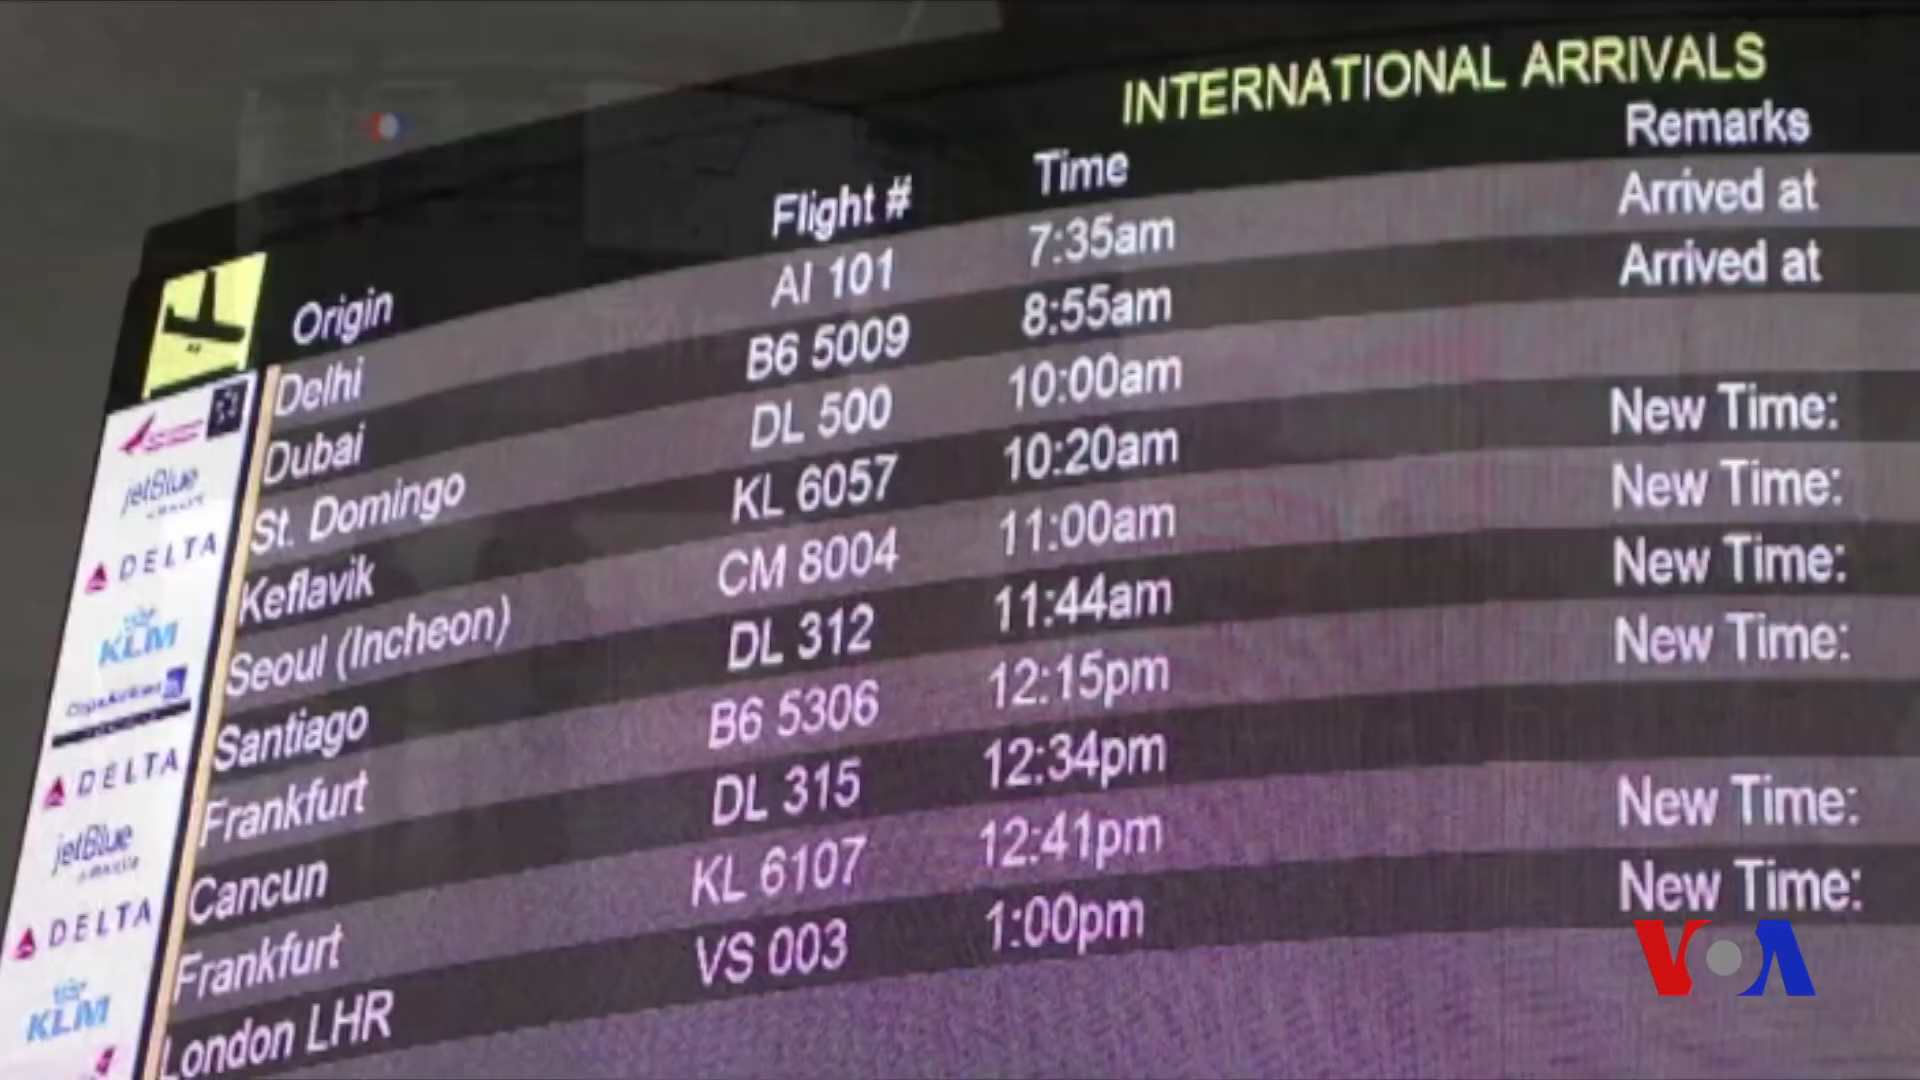 INTERNATIONAL ARRIVALS
Origin Flight # Time Remarks
Delhi AI 101 7:35am Arrived at
jetBlue Dubai B6 5009 8:55am Arrived at
DELTA St. Domingo DL 500 10:00am
KLM Keflavik KL 6057 10:20am New Time:
Seoul (Incheon) CM 8004 11:00am New Time:
DELTA Santiago DL 312 11:44am New Time:
jetBlue Frankfurt B6 5306 12:15pm New Time:
DELTA Cancun DL 315 12:34pm
KLM Frankfurt KL 6107 12:41pm New Time:
London LHR VS 003 1:00pm New Time:
VOA